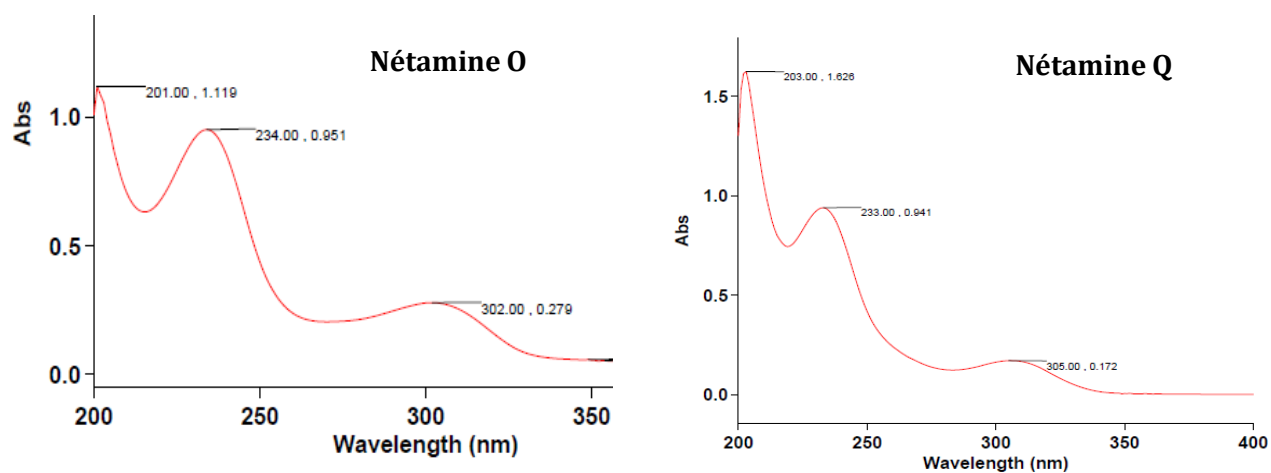 Nétamine O
201.00 , 1.119
234.00 , 0.951
302.00 , 0.279
Abs
1.0
0.5
0.0
200
250
300
350
Wavelength (nm)
Nétamine Q
203.00 , 1.626
233.00 , 0.941
305.00 , 0.172
Abs
1.5
1.0
0.5
0.0
200
250
300
350
400
Wavelength (nm)